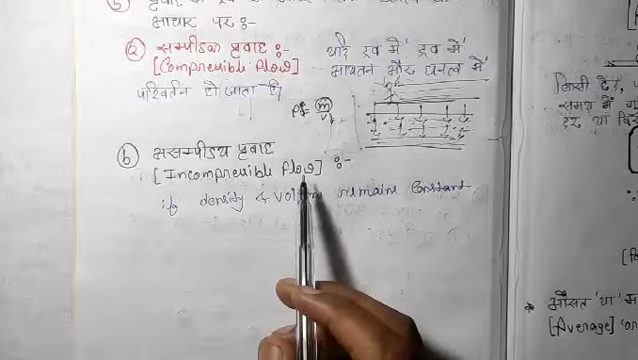 आधार पर :-
(a) सम्पीड्य प्रवाह :- यदि द्रव में द्रव में
[Compressible flow] आयतन और घनत्व में
परिवर्तन हो जाता है।
ρ = m/v
(b) असम्पीड्य प्रवाह
[Incompressible flow] :-
if density & volume remains constant
किसी
समय में
औसत 'या'
[Average] 'or